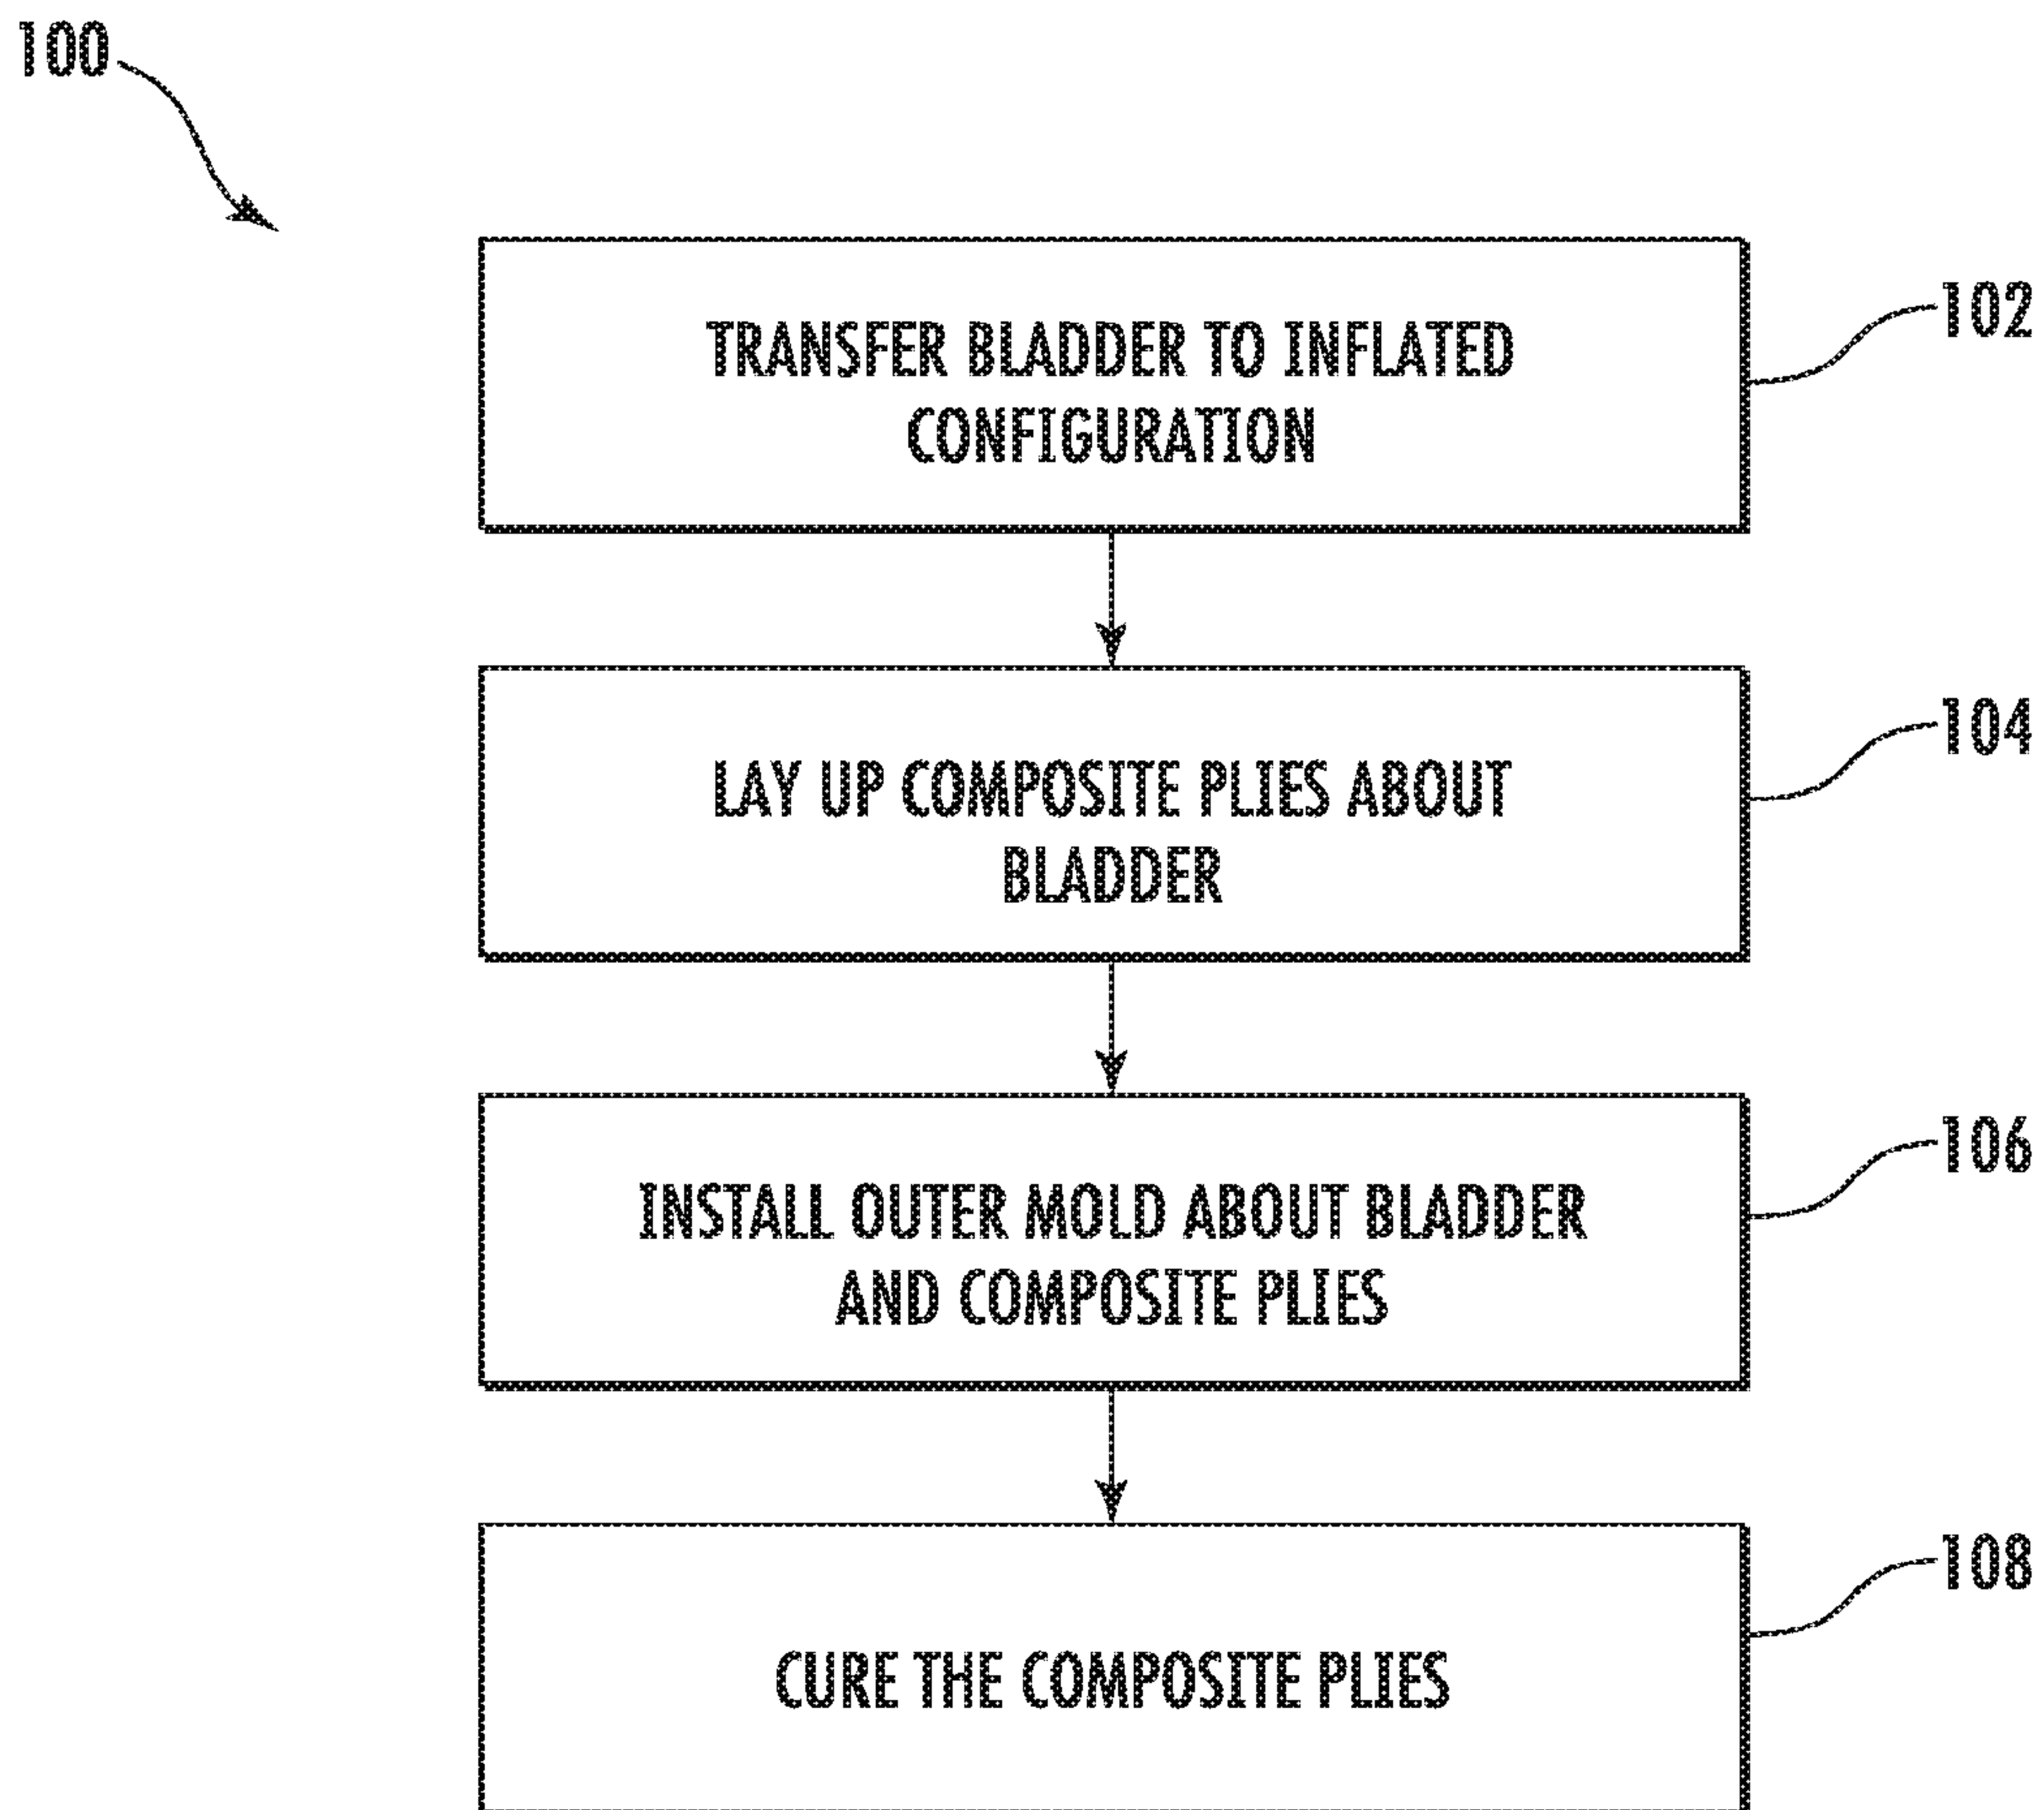 100
TRANSFER BLADDER TO INFLATED
CONFIGURATION
102
LAY UP COMPOSITE PLIES ABOUT
BLADDER
104
INSTALL OUTER MOLD ABOUT BLADDER
AND COMPOSITE PLIES
106
CURE THE COMPOSITE PLIES
108